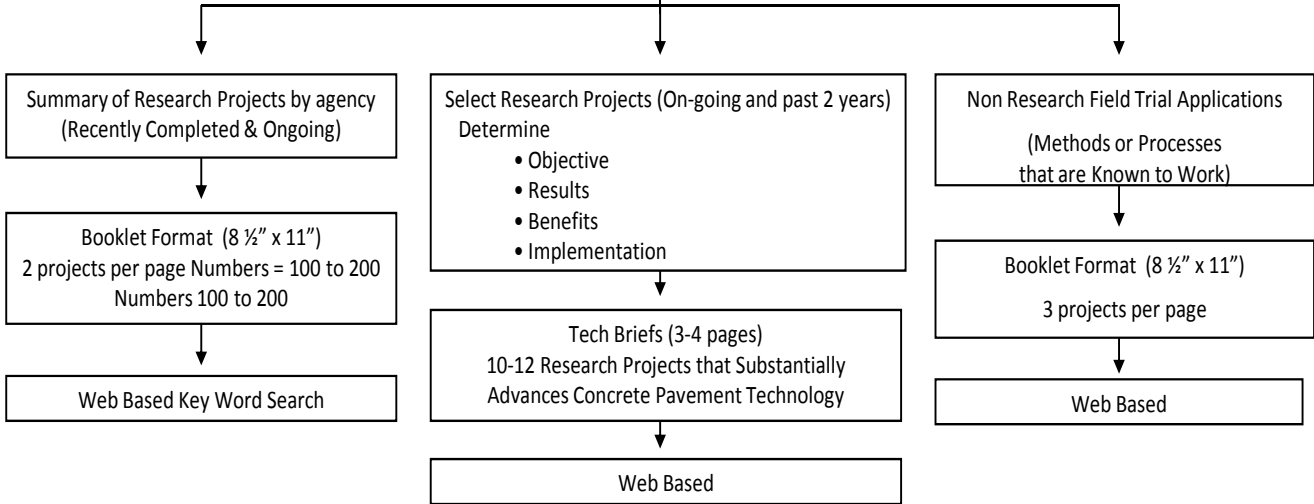 Summary of Research Projects by agency
(Recently Completed & Ongoing)
Booklet Format (8 ½” x 11”)
2 projects per page Numbers = 100 to 200
Numbers 100 to 200
Web Based Key Word Search
Select Research Projects (On-going and past 2 years)
Determine
• Objective
• Results
• Benefits
• Implementation
Tech Briefs (3-4 pages)
10-12 Research Projects that Substantially
Advances Concrete Pavement Technology
Web Based
Non Research Field Trial Applications
(Methods or Processes
that are Known to Work)
Booklet Format (8 ½” x 11”)
3 projects per page
Web Based